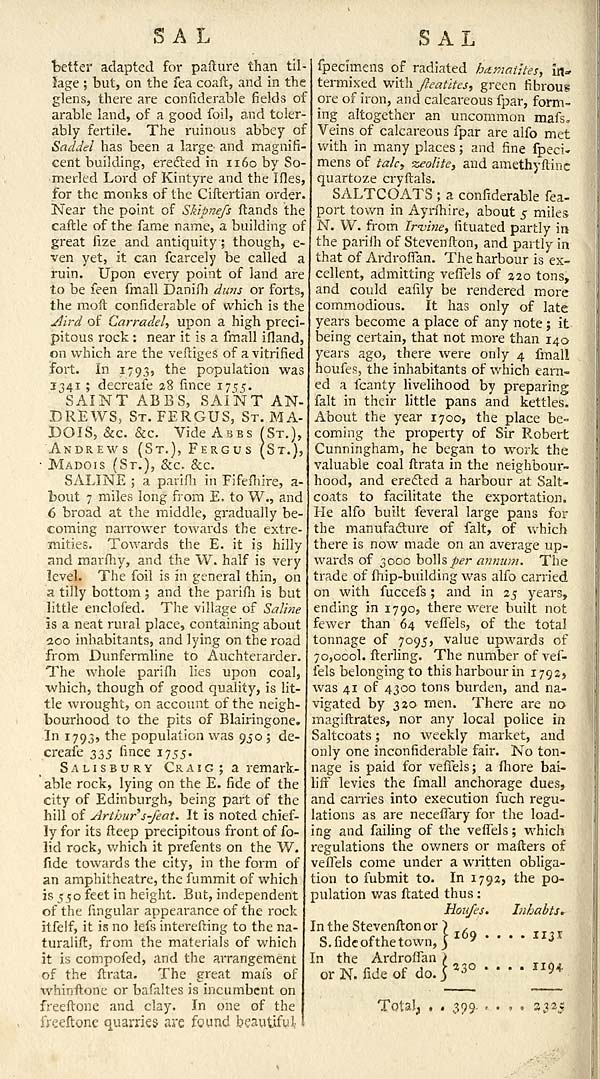 SAL
better adapted for paſture than til-
lage; but, on the ſea coaſt, and in the
glens, there are conſiderable fields of
arable land, of a good ſoil, and toler-
ably fertile. The ruinous abbey of
Saddel has been a large and magnifi-
cent building, erected in 1160 by So-
merled Lord of Kintyre and the Iſles,
for the monks of the Ciſtertian order.
Near the point of Skipneſs ſtands the
caſtle of the ſame name, a building of
great ſize and antiquity; though, e-
ven yet, it can ſcarcely be called a
ruin. Upon every point of land are
to be ſeen ſmall Daniſh duns or forts,
the moſt conſiderable of which is the
Aird of Carradel, upon a high preci-
pitous rock: near it is a ſmall iſland,
on which are the veſtiges of a vitrified
fort. In 1793, the population was
1341; decreaſe 28 ſince 1755.
SAINT ABBS, SAINT AN-
DREWS, ST. FERGUS, ST. MA-
DOIS, &c. &c. Vide ABBS (ST.),
ANDREWS (ST.), FERGUS (ST.),
MADOIS (ST.), &c. &c.
SALINE; a pariſh in Fifeſhire, a-
bout 7 miles long from E. to W., and
6 broad at the middle, gradually be-
coming narrower towards the extre-
mities. Towards the E. it is hilly
and marſhy, and the W. half is very
level. The ſoil is in general thin, on
a tilly bottom; and the pariſh is but
little encloſed. The village of Saline
is a neat rural place, containing about
200 inhabitants, and lying on the road
from Dunfermline to Auchterarder.
The whole pariſh lies upon coal,
which, though of good quality, is lit-
tle wrought, on account of the neigh-
bourhood to the pits of Blairingone.
In 1793, the population was 950; de-
creaſe 335 ſince 1755.
SALISBURY CRAIG; a remark-
able rock, lying on the E. ſide of the
city of Edinburgh, being part of the
hill of Arthur's-ſeat. It is noted chief-
ly for its ſteep precipitous front of ſo-
lid rock, which it preſents on the W.
ſide towards the city, in the form of
an amphitheatre, the ſummit of which
is 550 feet in height. But, independent
of the ſingular appearance of the rock
itſelf, it is no leſs intereſting to the na-
turaliſt, from the materials of which
it is compoſed, and the arrangement
of the ſtrata. The great maſs of
whinſtone or baſaltes is incumbent on
freeſtone and clay. In one of the
freeſtone quarries are found beautiful
SAL
ſpecimens of radiated hæmatites, in-
termixed with ſteatites, green fibrous
ore of iron, and calcareous ſpar, form-
ing altogether an uncommon maſs.
Veins of calcareous ſpar are alſo met
with in many places; and fine ſpeci-
mens of talc, zeolite, and amethyſtine
quartoze cryſtals.
SALTCOATS; a conſiderable ſea-
port town in Ayrſhire, about 5 miles
N. W. from Irvine, ſituated partly in
the pariſh of Stevenſton, and partly in
that of Ardroſſan. The harbour is ex-
cellent, admitting veſſels of 220 tons,
and could eaſily be rendered more
commodious. It has only of late
years become a place of any note; it
being certain, that not more than 140
years ago, there were only 4 ſmall
houſes, the inhabitants of which earn-
ed a ſcanty livelihood by preparing
ſalt in their little pans and kettles.
About the year 1700, the place be-
coming the property of Sir Robert
Cunningham, he began to work the
valuable coal ſtrata in the neighbour-
hood, and erected a harbour at Salt-
coats to facilitate the exportation.
He alſo built ſeveral large pans for
the manufacture of ſalt, of which
there is now made on an average up-
wards of 3000 bolls per annum. The
trade of ſhip-building was alſo carried
on with ſucceſs; and in 25 years,
ending in 1790, there were built not
fewer than 64 veſſels, of the total
tonnage of 7095, value upwards of
70,000l. ſterling. The number of veſ-
ſels belonging to this harbour in 1792,
was 41 of 4300 tons burden, and na-
vigated by 320 men. There are no
magiſtrates, nor any local police in
Saltcoats; no weekly market, and
only one inconſiderable fair. No ton-
nage is paid for veſſels; a ſhore bai-
liff levies the ſmall anchorage dues,
and carries into execution ſuch regu-
lations as are neceſſary for the load-
ing and ſailing of the veſſels; which
regulations the owners or maſters of
veſſels come under a written obliga-
tion to ſubmit to. In 1792, the po-
pulation was ſtated thus:
Houſes. Inhabts.
In the Stevenſton or
S. ſide of the town, } 169 . . . . 1131
In the Ardroſſan
or N. ſide of do. } 230 . . . . 1194
Total, . . 399 . . . . . 2325